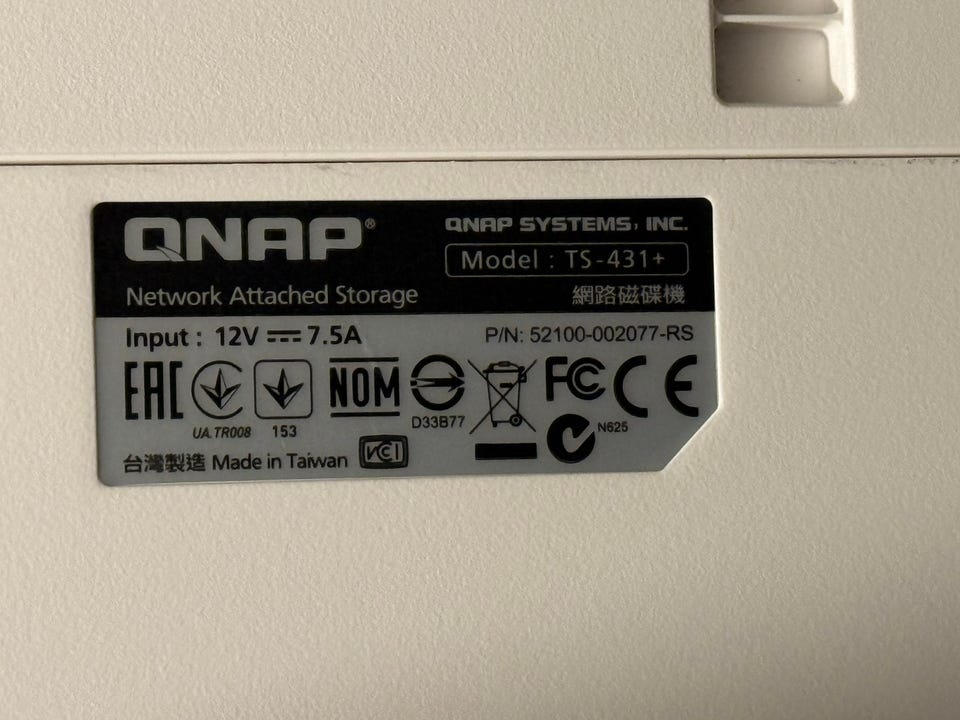 QNAP®
QNAP SYSTEMS, INC.
Model : TS-431+
Network Attached Storage
網路磁碟機
Input : 12V ⎓ 7.5A
P/N: 52100-002077-RS
EAC
NOM
FC
CE
UA.TR008
153
D33B77
N625
台灣製造 Made in Taiwan
VCI